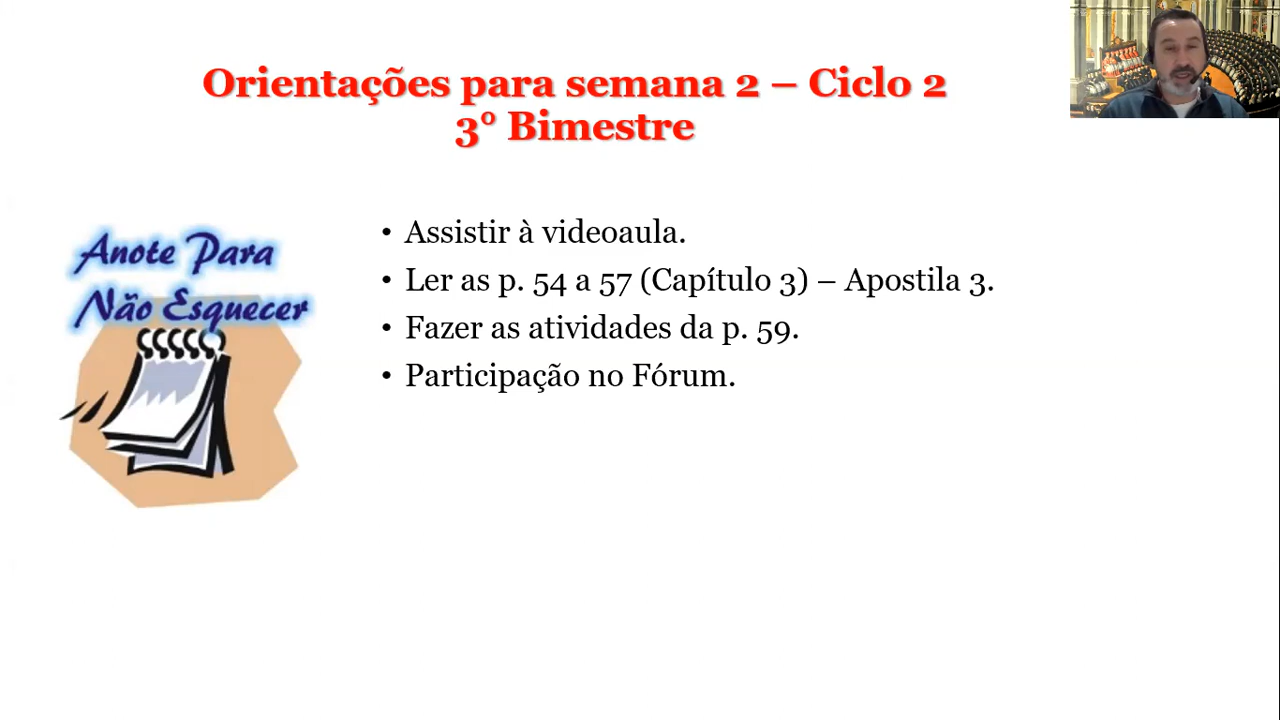 Orientações para semana 2 – Ciclo 2
3° Bimestre
Anote Para
Não Esquecer
• Assistir à videoaula.
• Ler as p. 54 a 57 (Capítulo 3) – Apostila 3.
• Fazer as atividades da p. 59.
• Participação no Fórum.